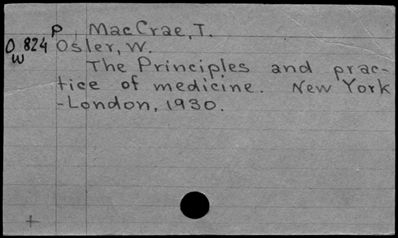 P MacCrae, T.
O 824 Osler, W.
W
The Principles and prac-
tice of medicine. New York
-London, 1930.
+